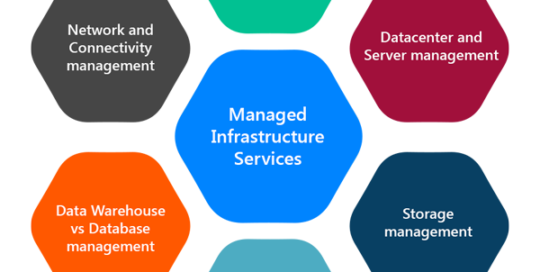 Network and
Connectivity
management
Datacenter and
Server management
Managed
Infrastructure
Services
Data Warehouse
vs Database
management
Storage
management